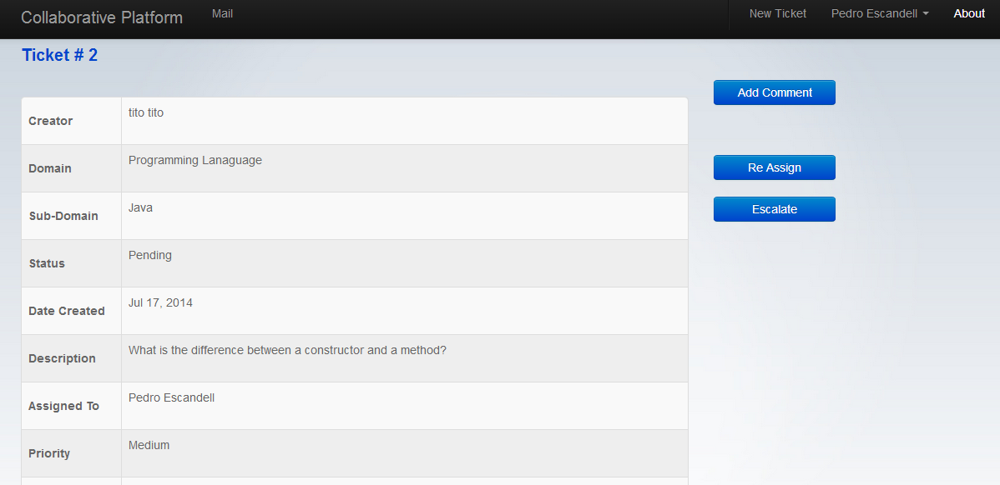 Collaborative Platform Mail New Ticket Pedro Escandell About
Ticket # 2
Add Comment
Creator tito tito
Domain Programming Lanaguage
Re Assign
Sub-Domain Java
Escalate
Status Pending
Date Created Jul 17, 2014
Description What is the difference between a constructor and a method?
Assigned To Pedro Escandell
Priority Medium